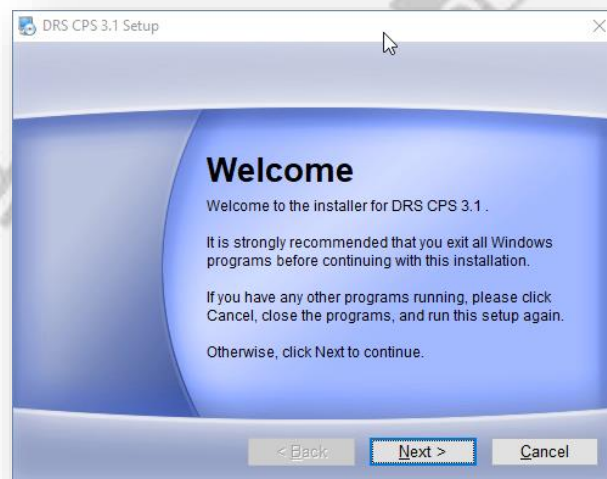 DRS CPS 3.1 Setup
Welcome
Welcome to the installer for DRS CPS 3.1 .
It is strongly recommended that you exit all Windows
programs before continuing with this installation.
If you have any other programs running, please click
Cancel, close the programs, and run this setup again.
Otherwise, click Next to continue.
< Back Next > Cancel